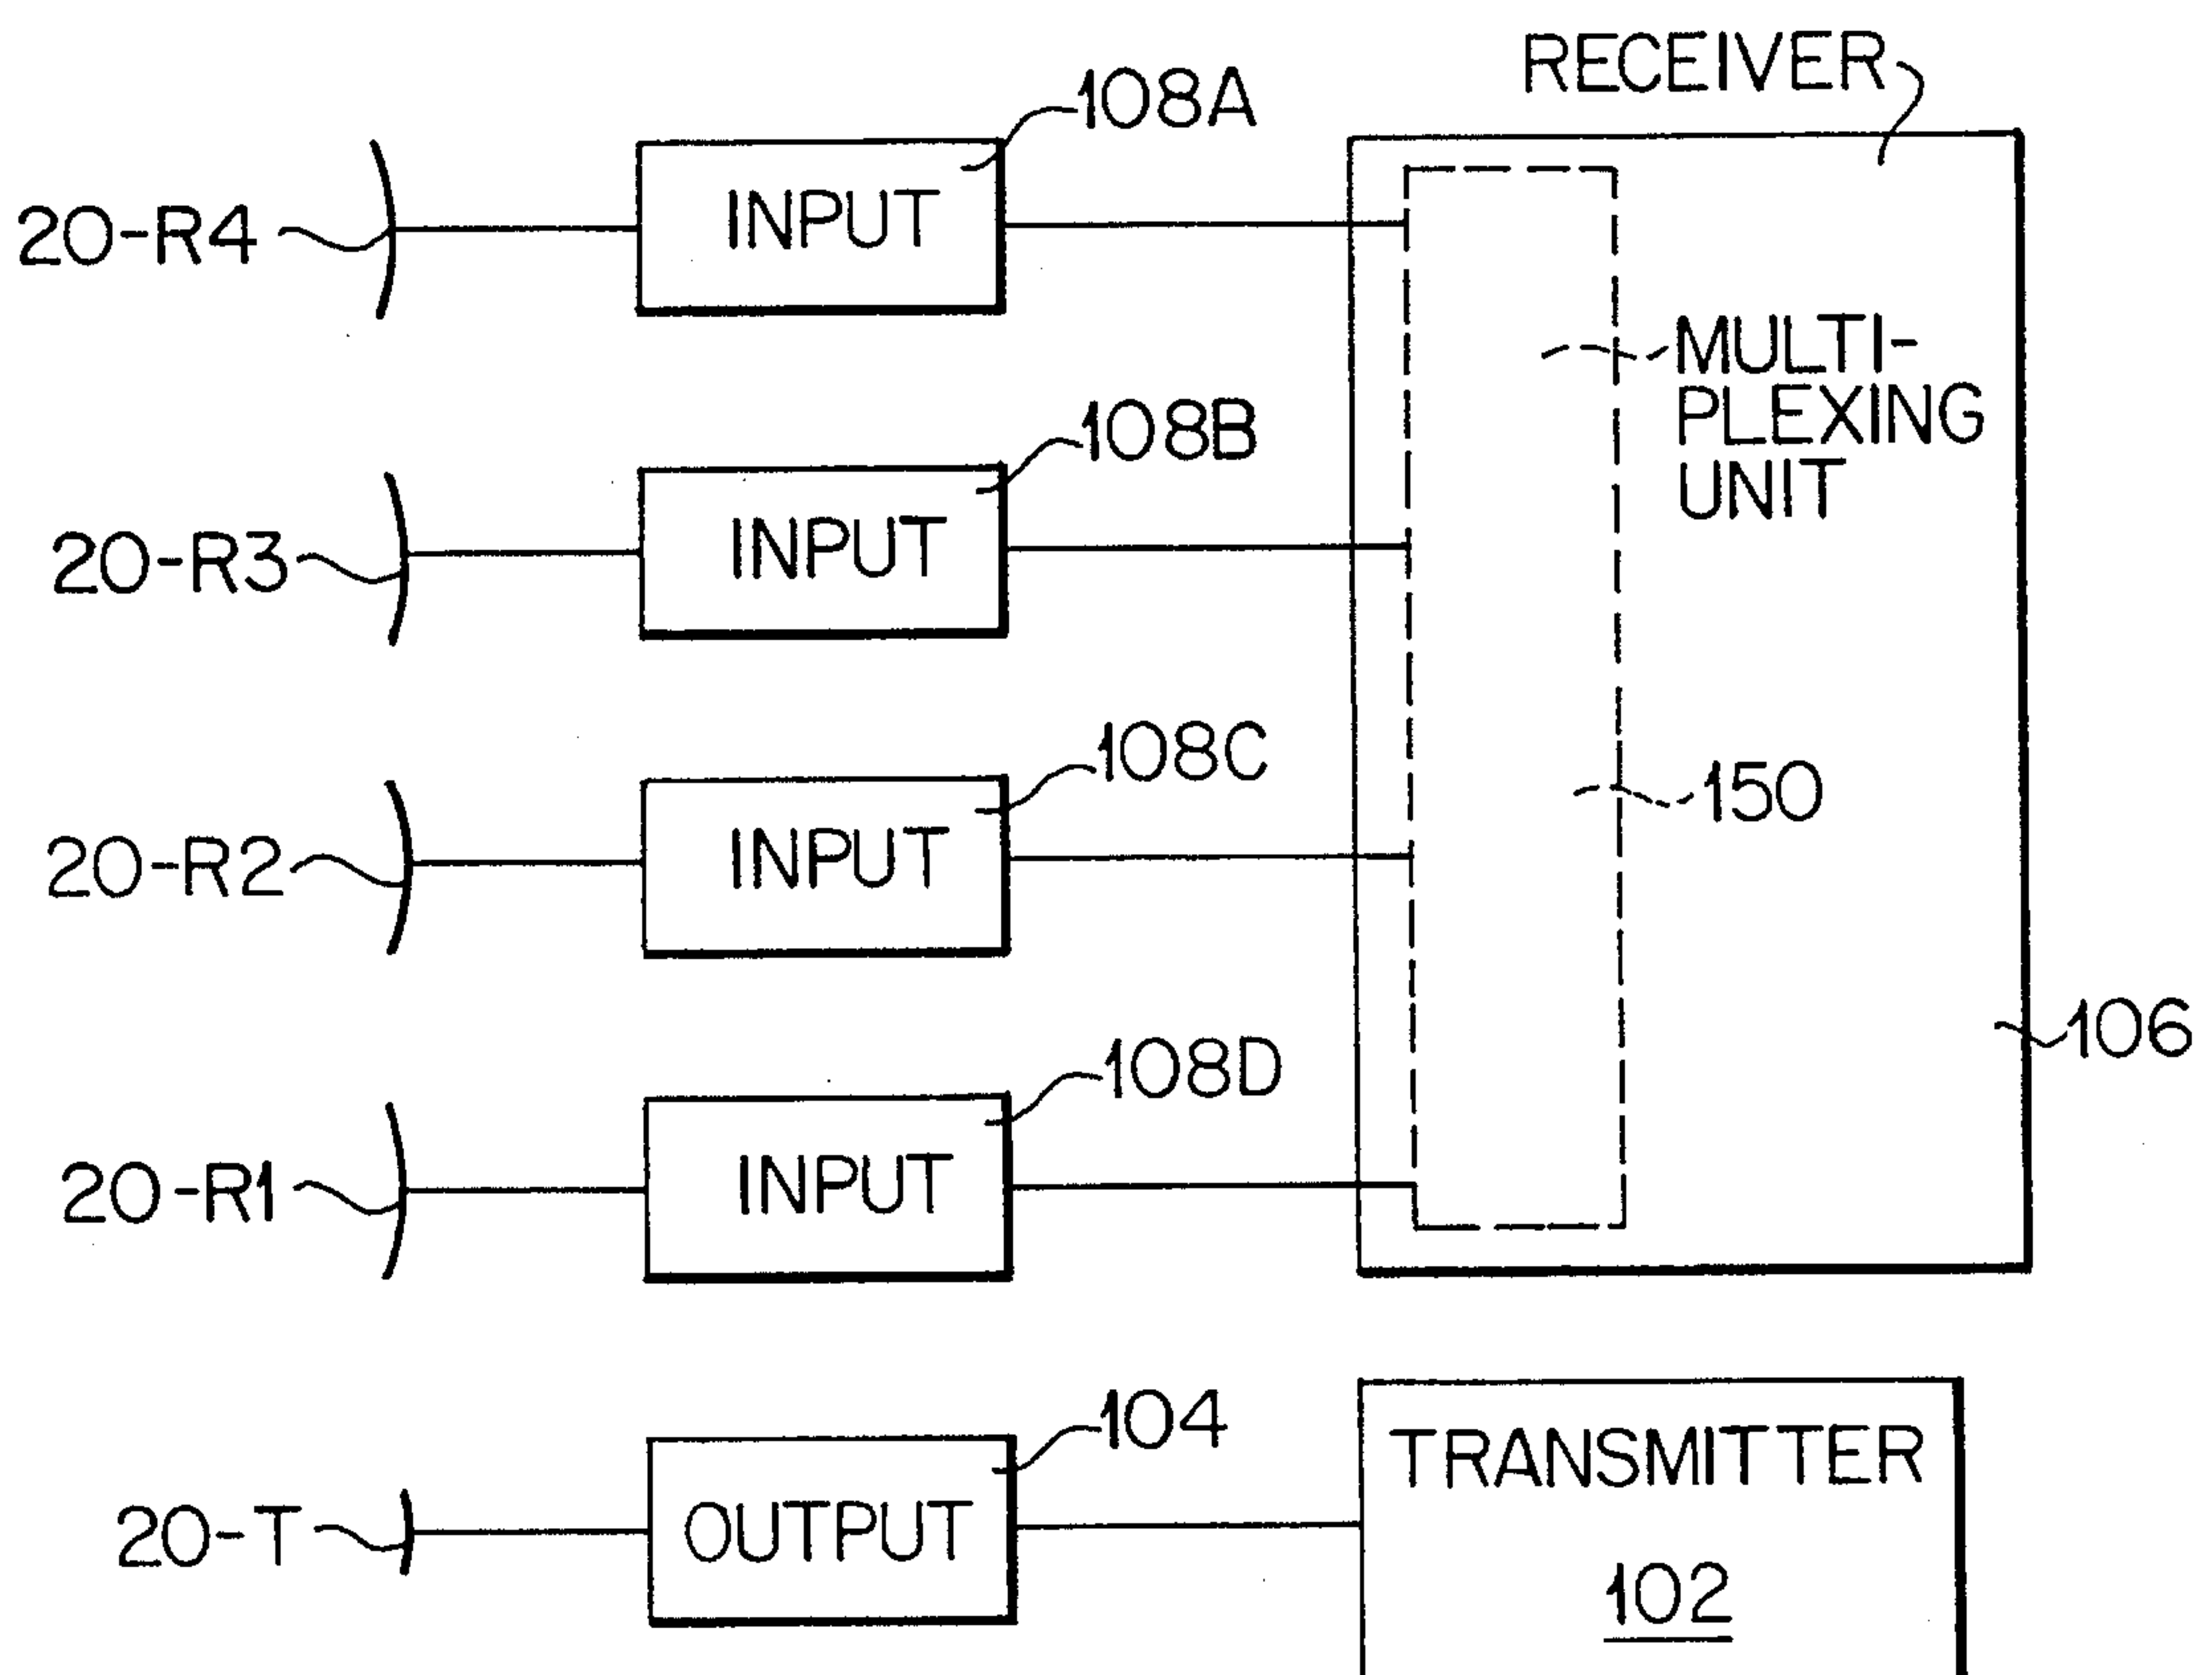 RECEIVER
108A
20-R4
INPUT
MULTI-
PLEXING
UNIT
108B
20-R3
INPUT
108C
150
20-R2
INPUT
106
108D
20-R1
INPUT
104
TRANSMITTER
20-T
OUTPUT
102